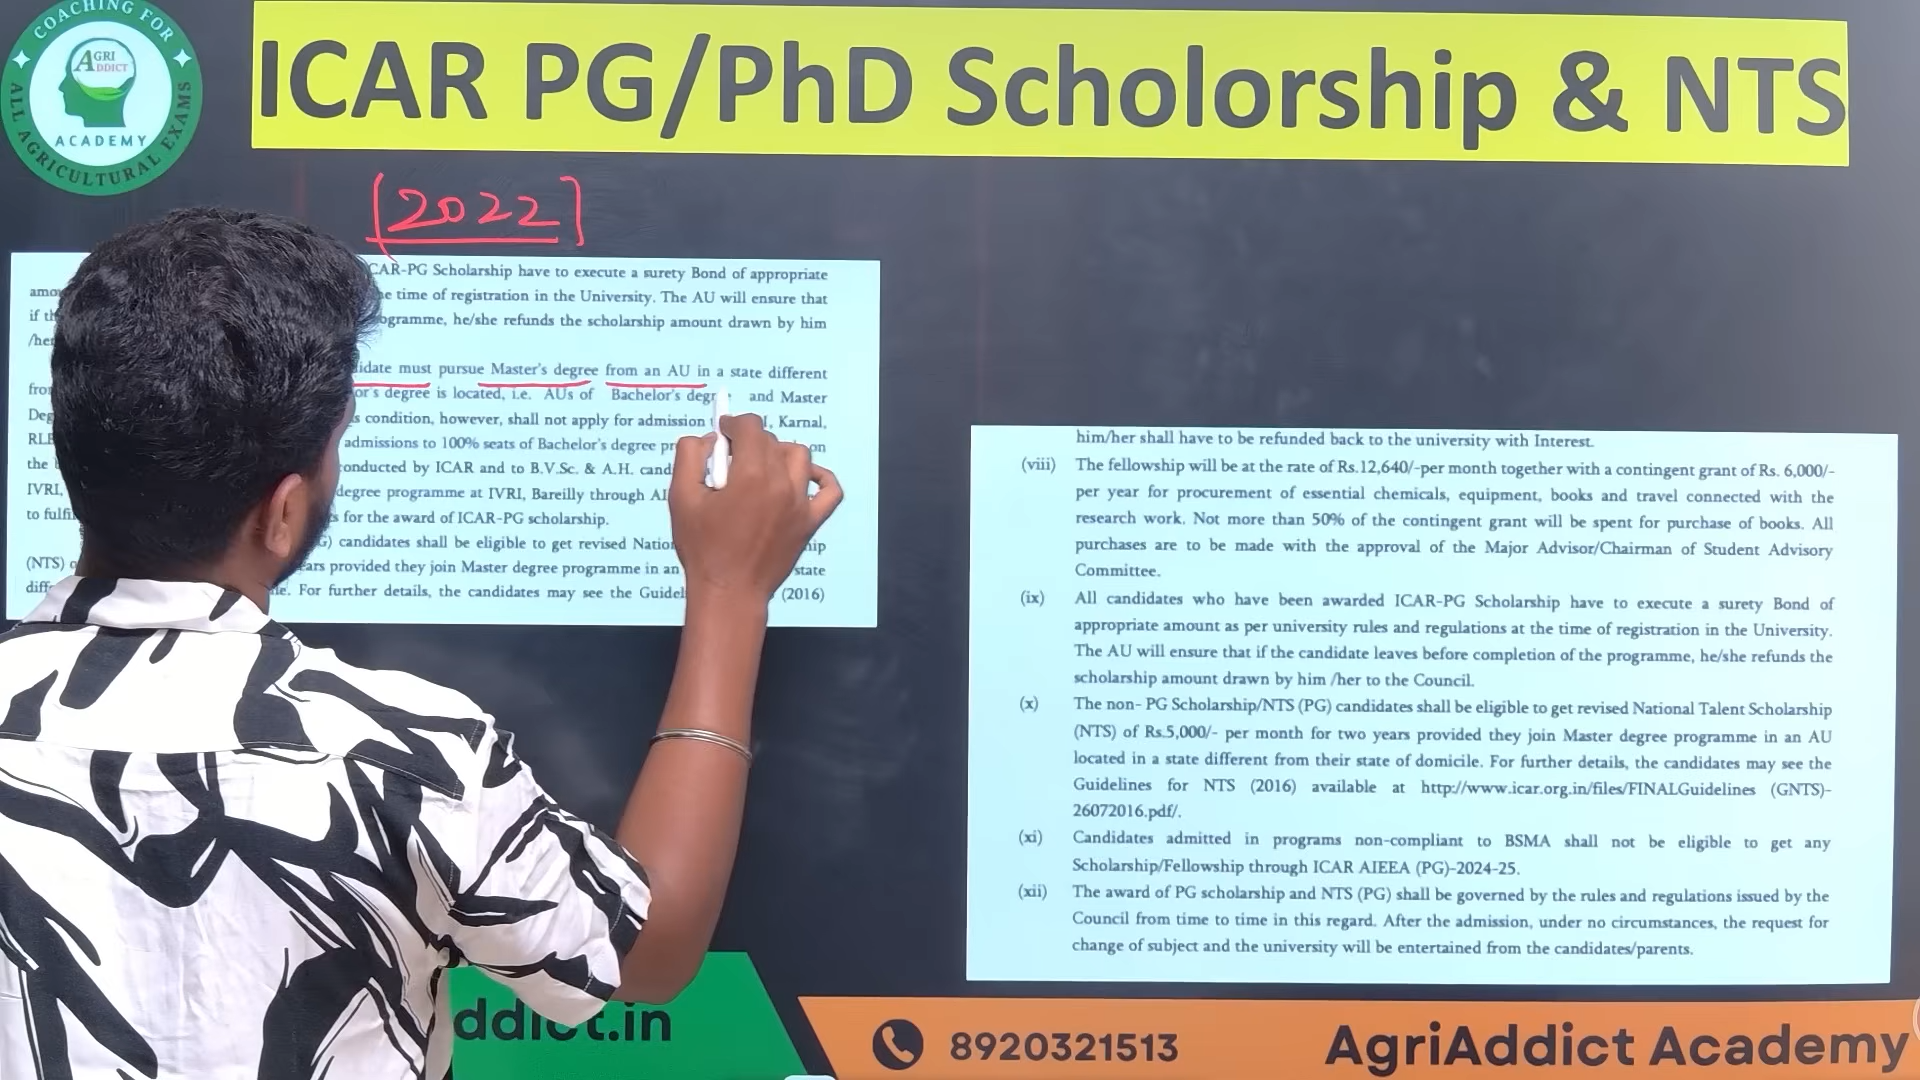 COACHING FOR
ALL AGRICULTURAL EXAMS
AGRI
ADDICT
ACADEMY
ICAR PG/PhD Scholorship & NTS
[2022]
CAR-PG Scholarship have to execute a surety Bond of appropriate
time of registration in the University. The AU will ensure that
if he/she refunds the scholarship amount drawn by him
/her
must pursue Master's degree from an AU in a state different
degree is located, i.e. AUs of Bachelor's and Master
condition, however, shall not apply for admission Karnal,
admissions to 100% seats of Bachelor's degree
the conducted by ICAR and to B.V.Sc. & A.H.
IVRI, degree programme at IVRI, Bareilly through
to for the award of ICAR-PG scholarship.
candidates shall be eligible to get revised
(NTS) provided they join Master degree programme in an state
For further details, the candidates may see the (2016)
him/her shall have to be refunded back to the university with Interest.
(viii) The fellowship will be at the rate of Rs.12,640/-per month together with a contingent grant of Rs. 6,000/-
per year for procurement of essential chemicals, equipment, books and travel connected with the
research work. Not more than 50% of the contingent grant will be spent for purchase of books. All
purchases are to be made with the approval of the Major Advisor/Chairman of Student Advisory
Committee.
(ix) All candidates who have been awarded ICAR-PG Scholarship have to execute a surety Bond of
appropriate amount as per university rules and regulations at the time of registration in the University.
The AU will ensure that if the candidate leaves before completion of the programme, he/she refunds the
scholarship amount drawn by him /her to the Council.
(x) The non- PG Scholarship/NTS (PG) candidates shall be eligible to get revised National Talent Scholarship
(NTS) of Rs.5,000/- per month for two years provided they join Master degree programme in an AU
located in a state different from their state of domicile. For further details, the candidates may see the
Guidelines for NTS (2016) available at http://www.icar.org.in/files/FINALGuidelines (GNTS)-
26072016.pdf/.
(xi) Candidates admitted in programs non-compliant to BSMA shall not be eligible to get any
Scholarship/Fellowship through ICAR AIEEA (PG)-2024-25.
(xii) The award of PG scholarship and NTS (PG) shall be governed by the rules and regulations issued by the
Council from time to time in this regard. After the admission, under no circumstances, the request for
change of subject and the university will be entertained from the candidates/parents.
ddict.in
8920321513
AgriAddict Academy